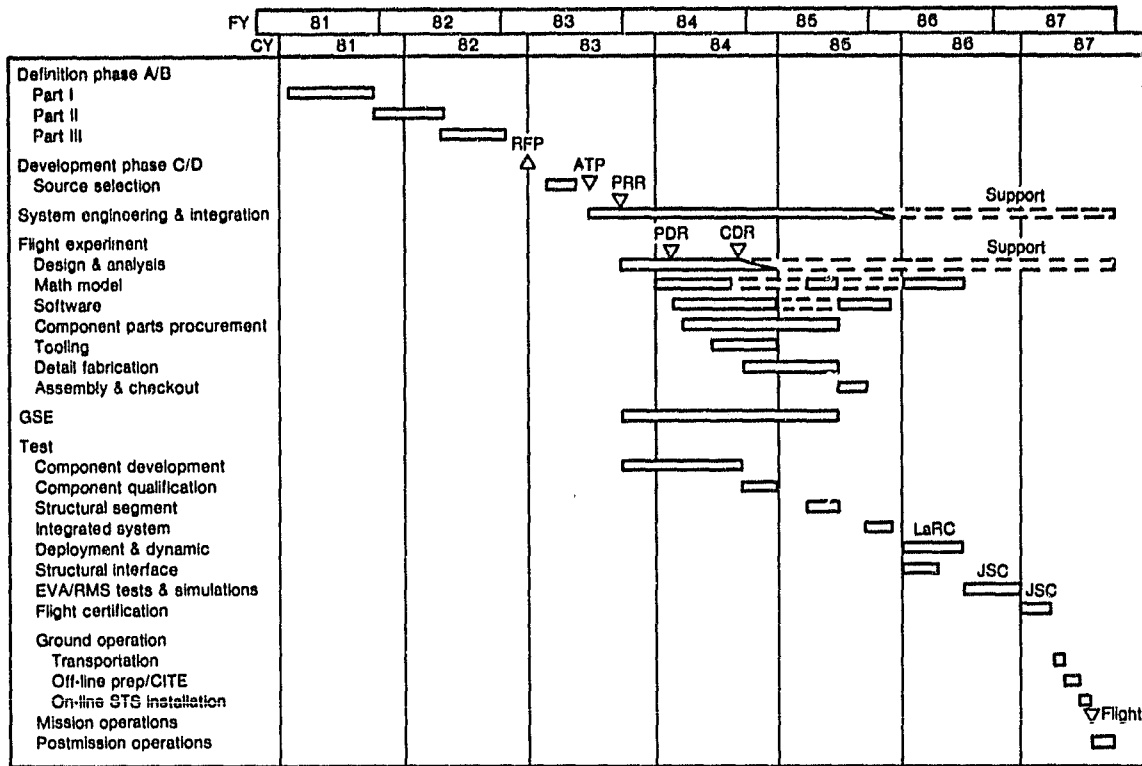 FY 81 82 83 84 85 86 87
CY 81 82 83 84 85 86 87
Definition phase A/B
Part I
Part II
Part III
RFP
Development phase C/D
ATP
Source selection
PRR
System engineering & integration
Support
Flight experiment
PDR CDR
Support
Design & analysis
Math model
Software
Component parts procurement
Tooling
Detail fabrication
Assembly & checkout
GSE
Test
Component development
Component qualification
Structural segment
Integrated system
LaRC
Deployment & dynamic
Structural interface
JSC
EVA/RMS tests & simulations
JSC
Flight certification
Ground operation
Transportation
Off-line prep/CITE
On-line STS installation
Flight
Mission operations
Postmission operations